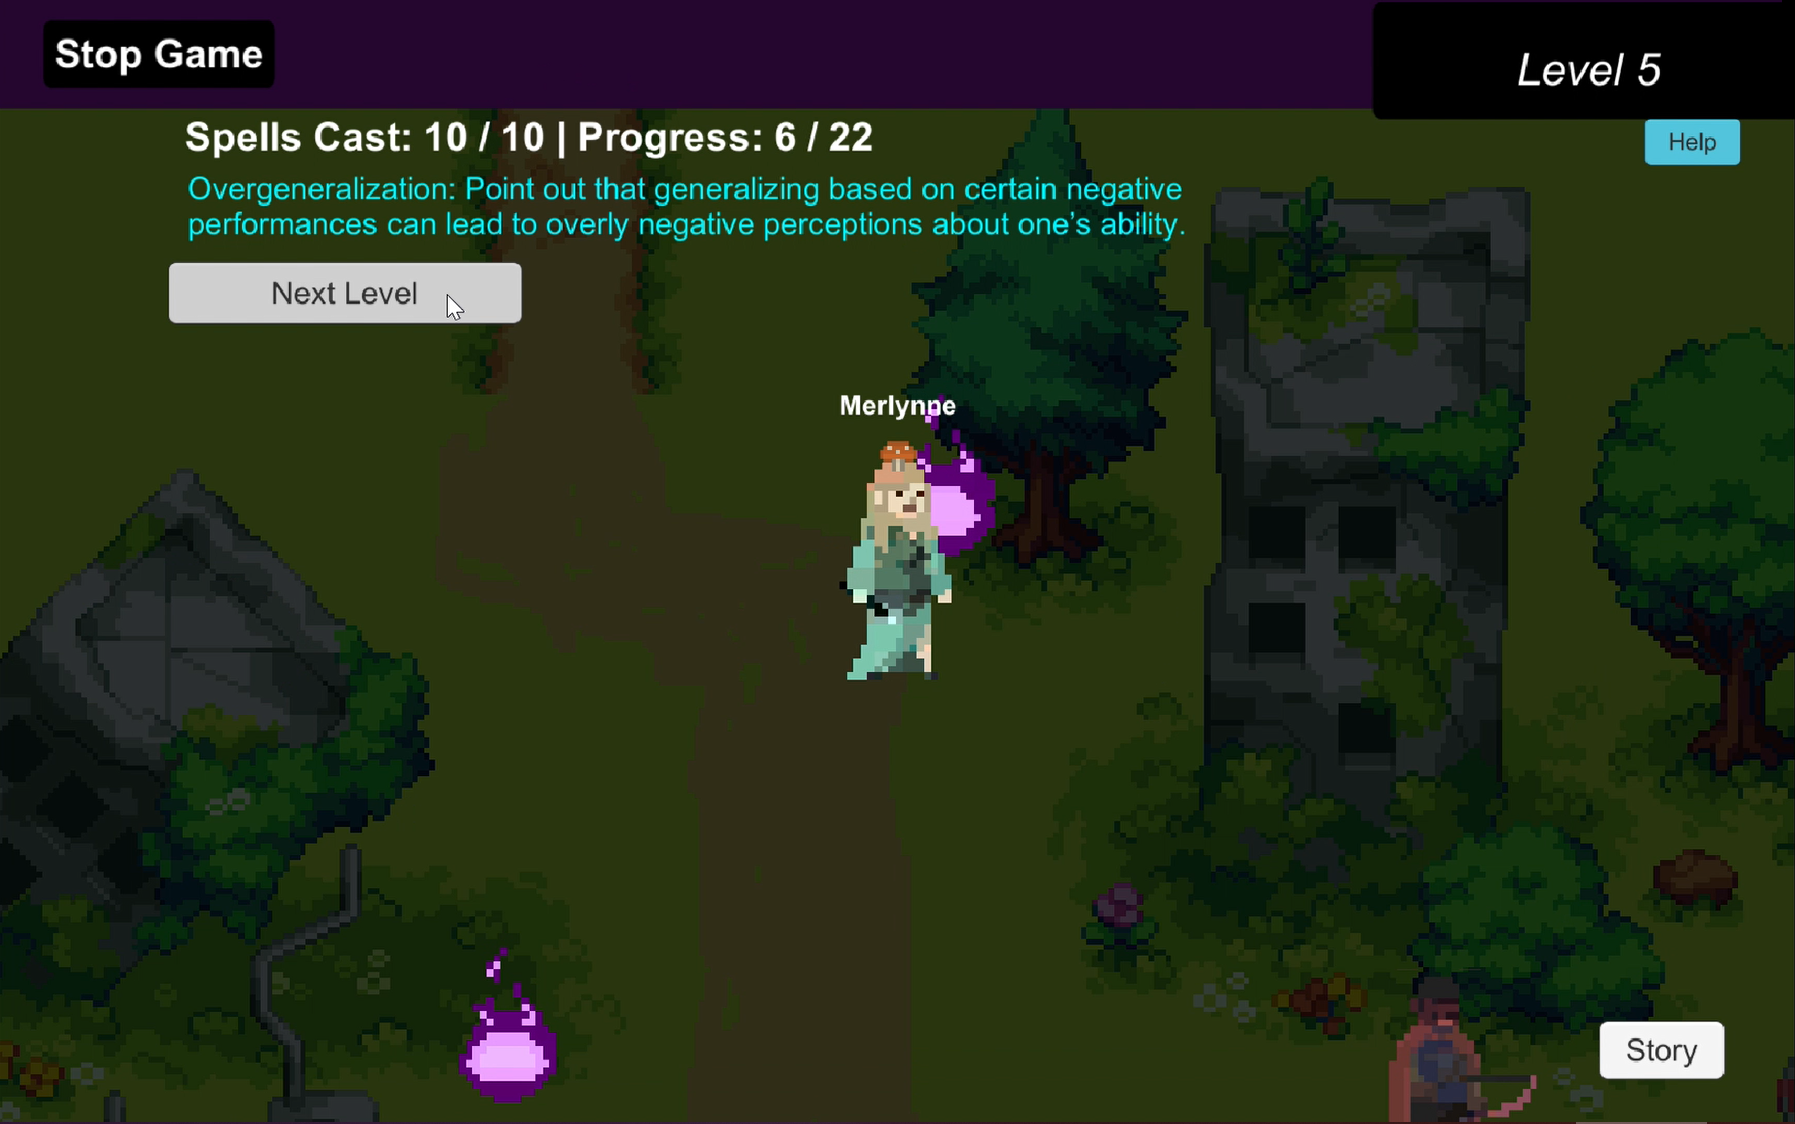 Stop Game
Level 5
Spells Cast: 10 / 10 | Progress: 6 / 22
Help
Overgeneralization: Point out that generalizing based on certain negative
performances can lead to overly negative perceptions about one’s ability.
Next Level
Merlynne
Story